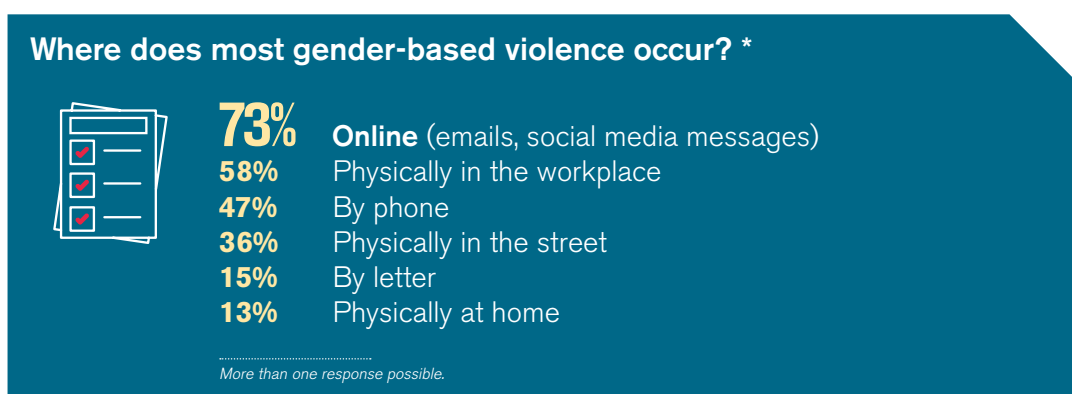 Where does most gender-based violence occur? *
73% Online (emails, social media messages)
58% Physically in the workplace
47% By phone
36% Physically in the street
15% By letter
13% Physically at home
More than one response possible.